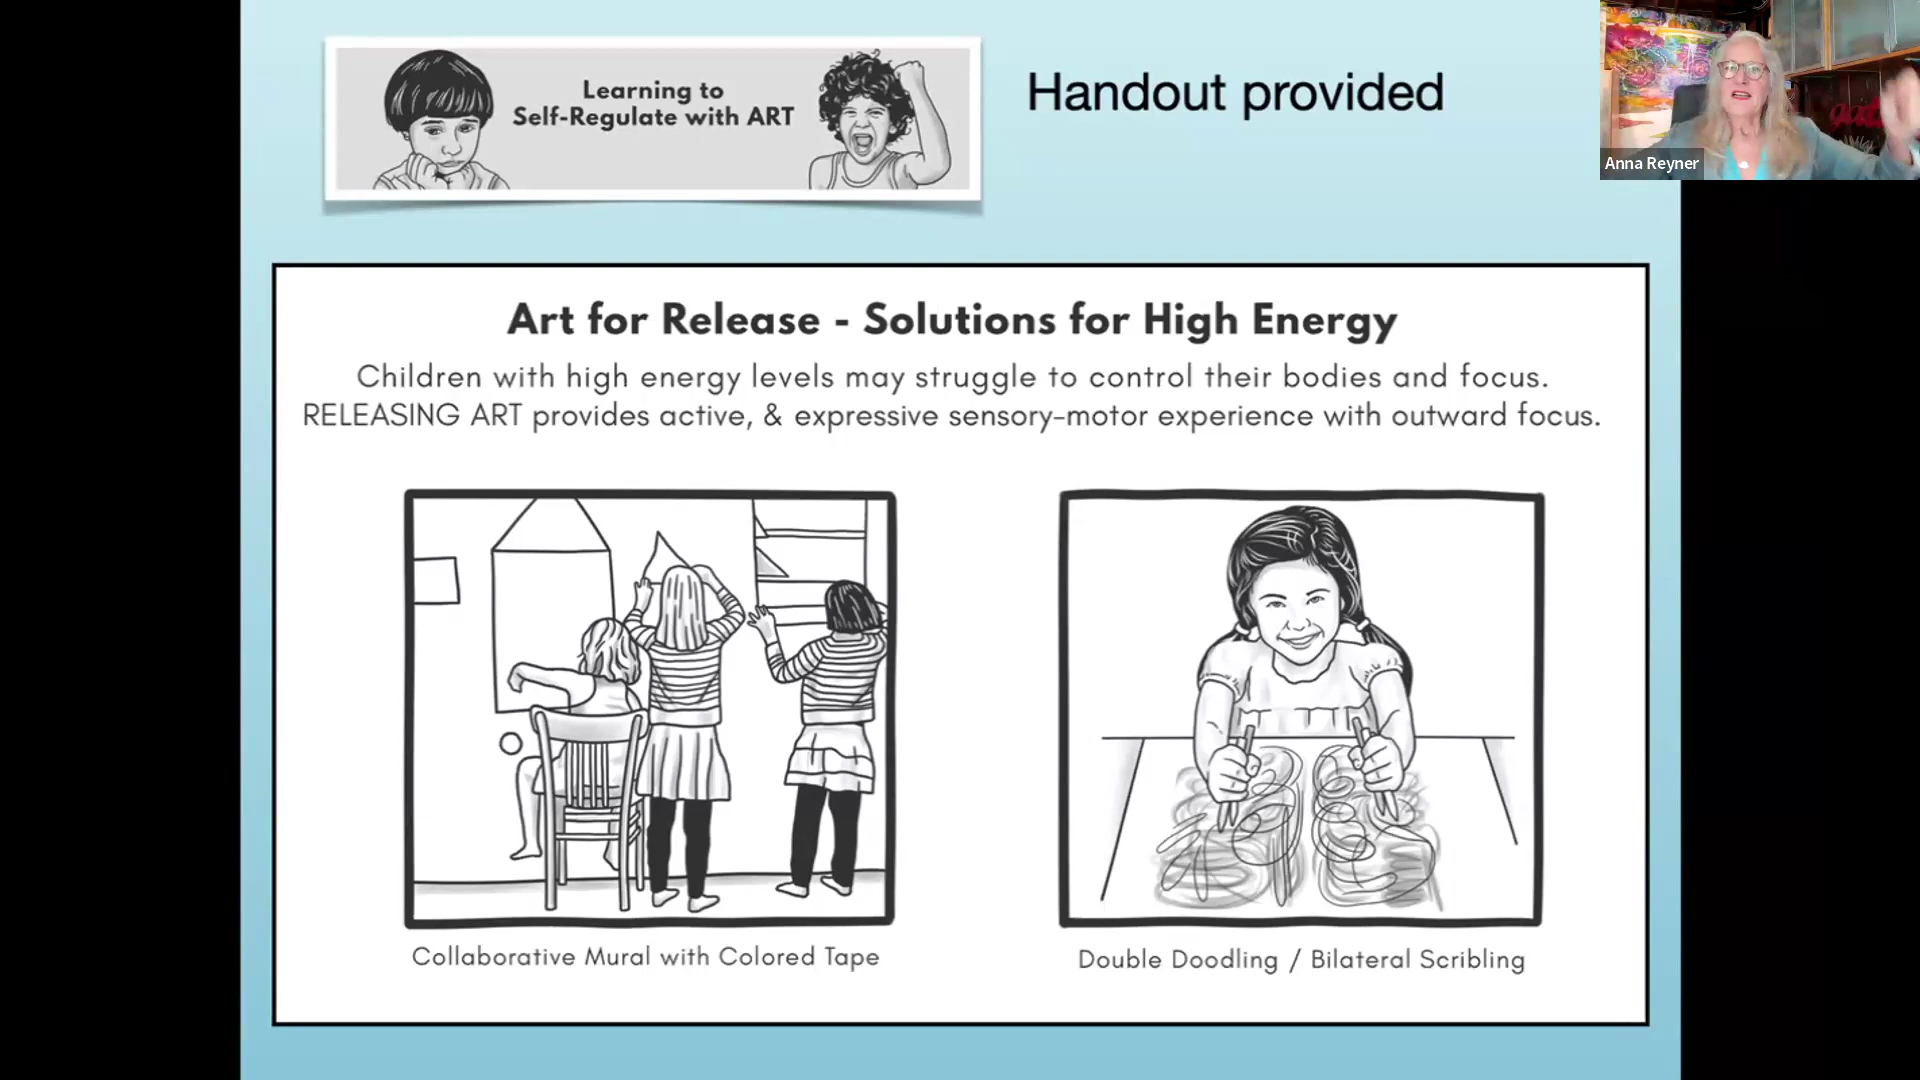 Learning to
Self-Regulate with ART
Handout provided
Anna Reyner
Art for Release - Solutions for High Energy
Children with high energy levels may struggle to control their bodies and focus.
RELEASING ART provides active, & expressive sensory-motor experience with outward focus.
Collaborative Mural with Colored Tape
Double Doodling / Bilateral Scribling